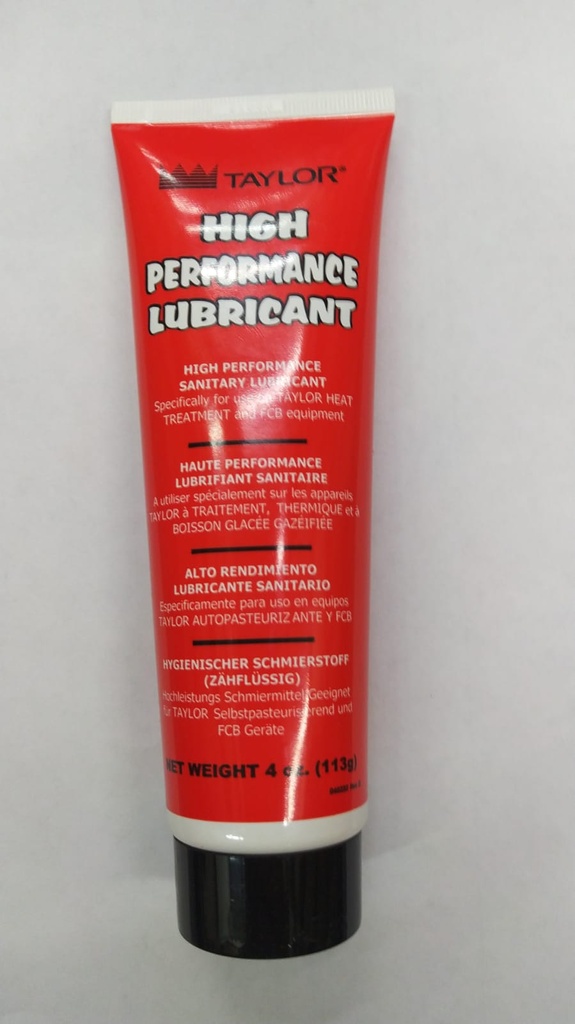 TAYLOR®
HIGH
PERFORMANCE
LUBRICANT
HIGH PERFORMANCE
SANITARY LUBRICANT
Specifically for use on TAYLOR HEAT
TREATMENT and FCB equipment
HAUTE PERFORMANCE
LUBRIFIANT SANITAIRE
A utiliser spécialement sur les appareils
TAYLOR à TRAITEMENT, THERMIQUE et à
BOISSON GLACÉE GAZÉIFIÉE
ALTO RENDIMIENTO
LUBRICANTE SANITARIO
Especificamente para uso en equipos
TAYLOR AUTOPASTEURIZANTE Y FCB
HYGIENISCHER SCHMIERSTOFF
(ZÄHFLÜSSIG)
Hochleistungs Schmiermittel Geeignet
für TAYLOR Selbstpasteurisierend und
FCB Geräte
NET WEIGHT 4 oz. (113g)